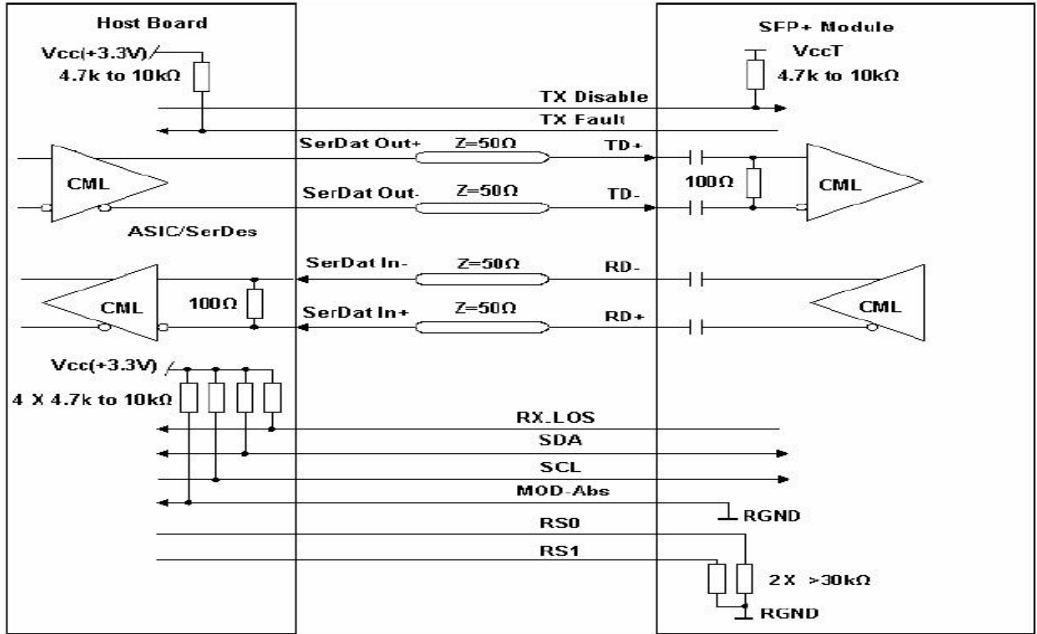 Host Board
SFP+ Module
Vcc(+3.3V)
4.7k to 10kΩ
VccT
4.7k to 10kΩ
TX Disable
TX Fault
SerDat Out+
Z=50Ω
TD+
CML
100Ω
CML
SerDat Out-
Z=50Ω
TD-
ASIC/SerDes
SerDat In-
Z=50Ω
RD-
CML
100Ω
CML
SerDat In+
Z=50Ω
RD+
Vcc(+3.3V)
4 X 4.7k to 10kΩ
RX-LOS
SDA
SCL
MOD-Abs
RGND
RS0
RS1
2 X >30kΩ
RGND